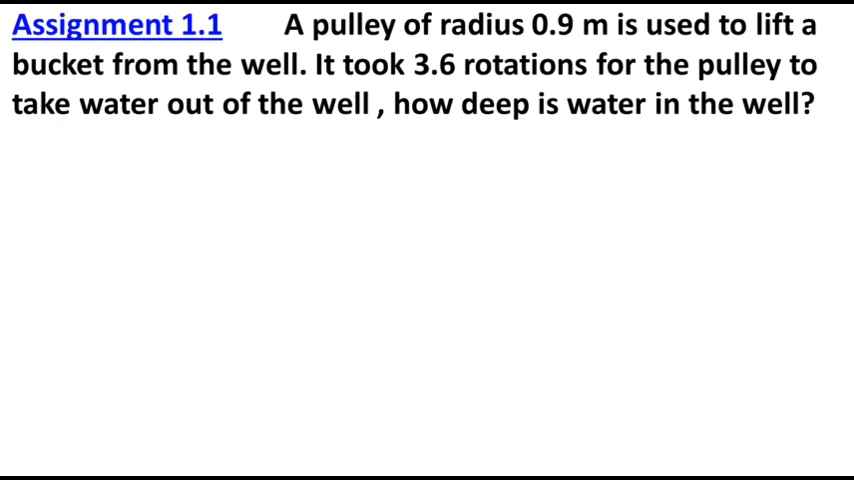 Assignment 1.1 A pulley of radius 0.9 m is used to lift a
bucket from the well. It took 3.6 rotations for the pulley to
take water out of the well , how deep is water in the well?